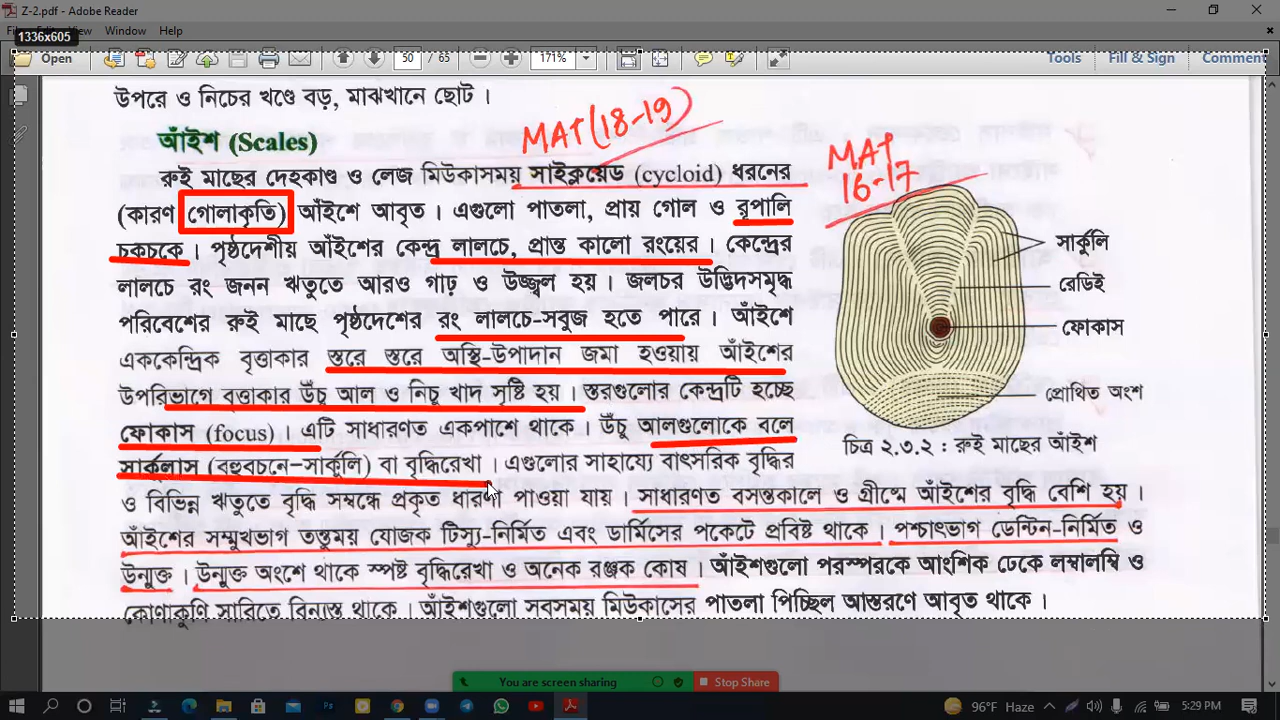 Z-2.pdf - Adobe Reader
Window Help
1336x605
Open 50 / 65 171% Tools Fill & Sign Comment
উপরে ও নিচের খণ্ডে বড়, মাঝখানে ছোট ।
MAT (18-19)
আঁইশ (Scales)
MAT
16-17
রুই মাছের দেহকাণ্ড ও লেজ মিউকাসময় সাইক্লয়েড (cycloid) ধরনের
(কারণ গোলাকৃতি) আঁইশে আবৃত । এগুলো পাতলা, প্রায় গোল ও রূপালি
চকচকে । পৃষ্ঠদেশীয় আঁইশের কেন্দ্র লালচে, প্রান্ত কালো রংয়ের । কেন্দ্রের
লালচে রং জনন ঋতুতে আরও গাঢ় ও উজ্জ্বল হয় । জলচর উদ্ভিদসমৃদ্ধ
পরিবেশের রুই মাছে পৃষ্ঠদেশের রং লালচে-সবুজ হতে পারে । আঁইশে
এককেন্দ্রিক বৃত্তাকার স্তরে স্তরে অস্থি-উপাদান জমা হওয়ায় আঁইশের
উপরিভাগে বৃত্তাকার উঁচু আল ও নিচু খাদ সৃষ্টি হয় । স্তরগুলোর কেন্দ্রটি হচ্ছে
ফোকাস (focus) । এটি সাধারণত একপাশে থাকে । উঁচু আলগুলোকে বলে
সার্কুলাস (বহুবচনে–সার্কুলি) বা বৃদ্ধিরেখা । এগুলোর সাহায্যে বাৎসরিক বৃদ্ধির
ও বিভিন্ন ঋতুতে বৃদ্ধি সম্বন্ধে প্রকৃত ধারণা পাওয়া যায় । সাধারণত বসন্তকালে ও গ্রীষ্মে আঁইশের বৃদ্ধি বেশি হয় ।
আঁইশের সম্মুখভাগ তন্তুময় যোজক টিস্যু-নির্মিত এবং ডার্মিসের পকেটে প্রবিষ্ট থাকে । পশ্চাৎভাগ ডেন্টিন-নির্মিত ও
উন্মুক্ত । উন্মুক্ত অংশে থাকে স্পষ্ট বৃদ্ধিরেখা ও অনেক রঞ্জক কোষ । আঁইশগুলো পরস্পরকে আংশিক ঢেকে লম্বালম্বি ও
কোণাকুণি সারিতে বিন্যস্ত থাকে । আঁইশগুলো সবসময় মিউকাসের পাতলা পিচ্ছিল আস্তরণে আবৃত থাকে ।
সার্কুলি
রেডিই
ফোকাস
প্রোথিত অংশ
চিত্র ২.৩.২ : রুই মাছের আঁইশ
You are screen sharing Stop Share
96°F Haze 5:29 PM